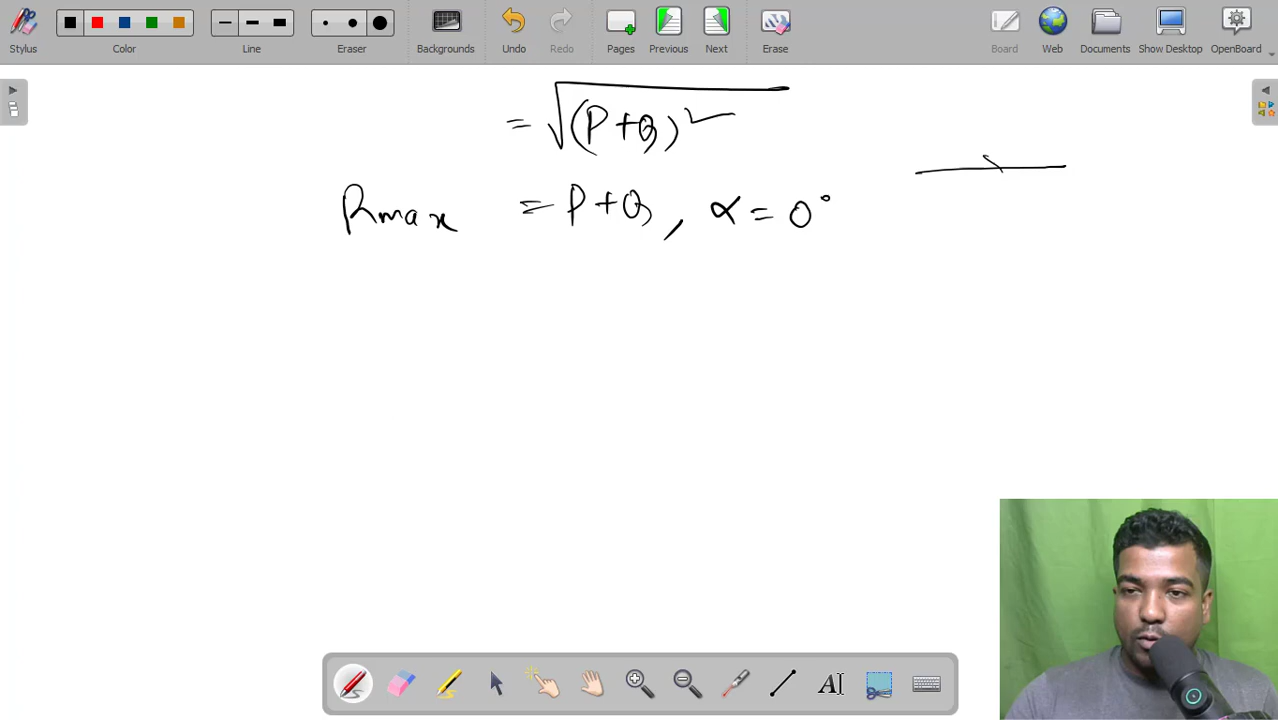 Stylus Color Line Eraser Backgrounds Undo Redo Pages Previous Next Erase Board Web Documents Show Desktop OpenBoard
= √(P+Q)²
Rmax = P+Q, α = 0°